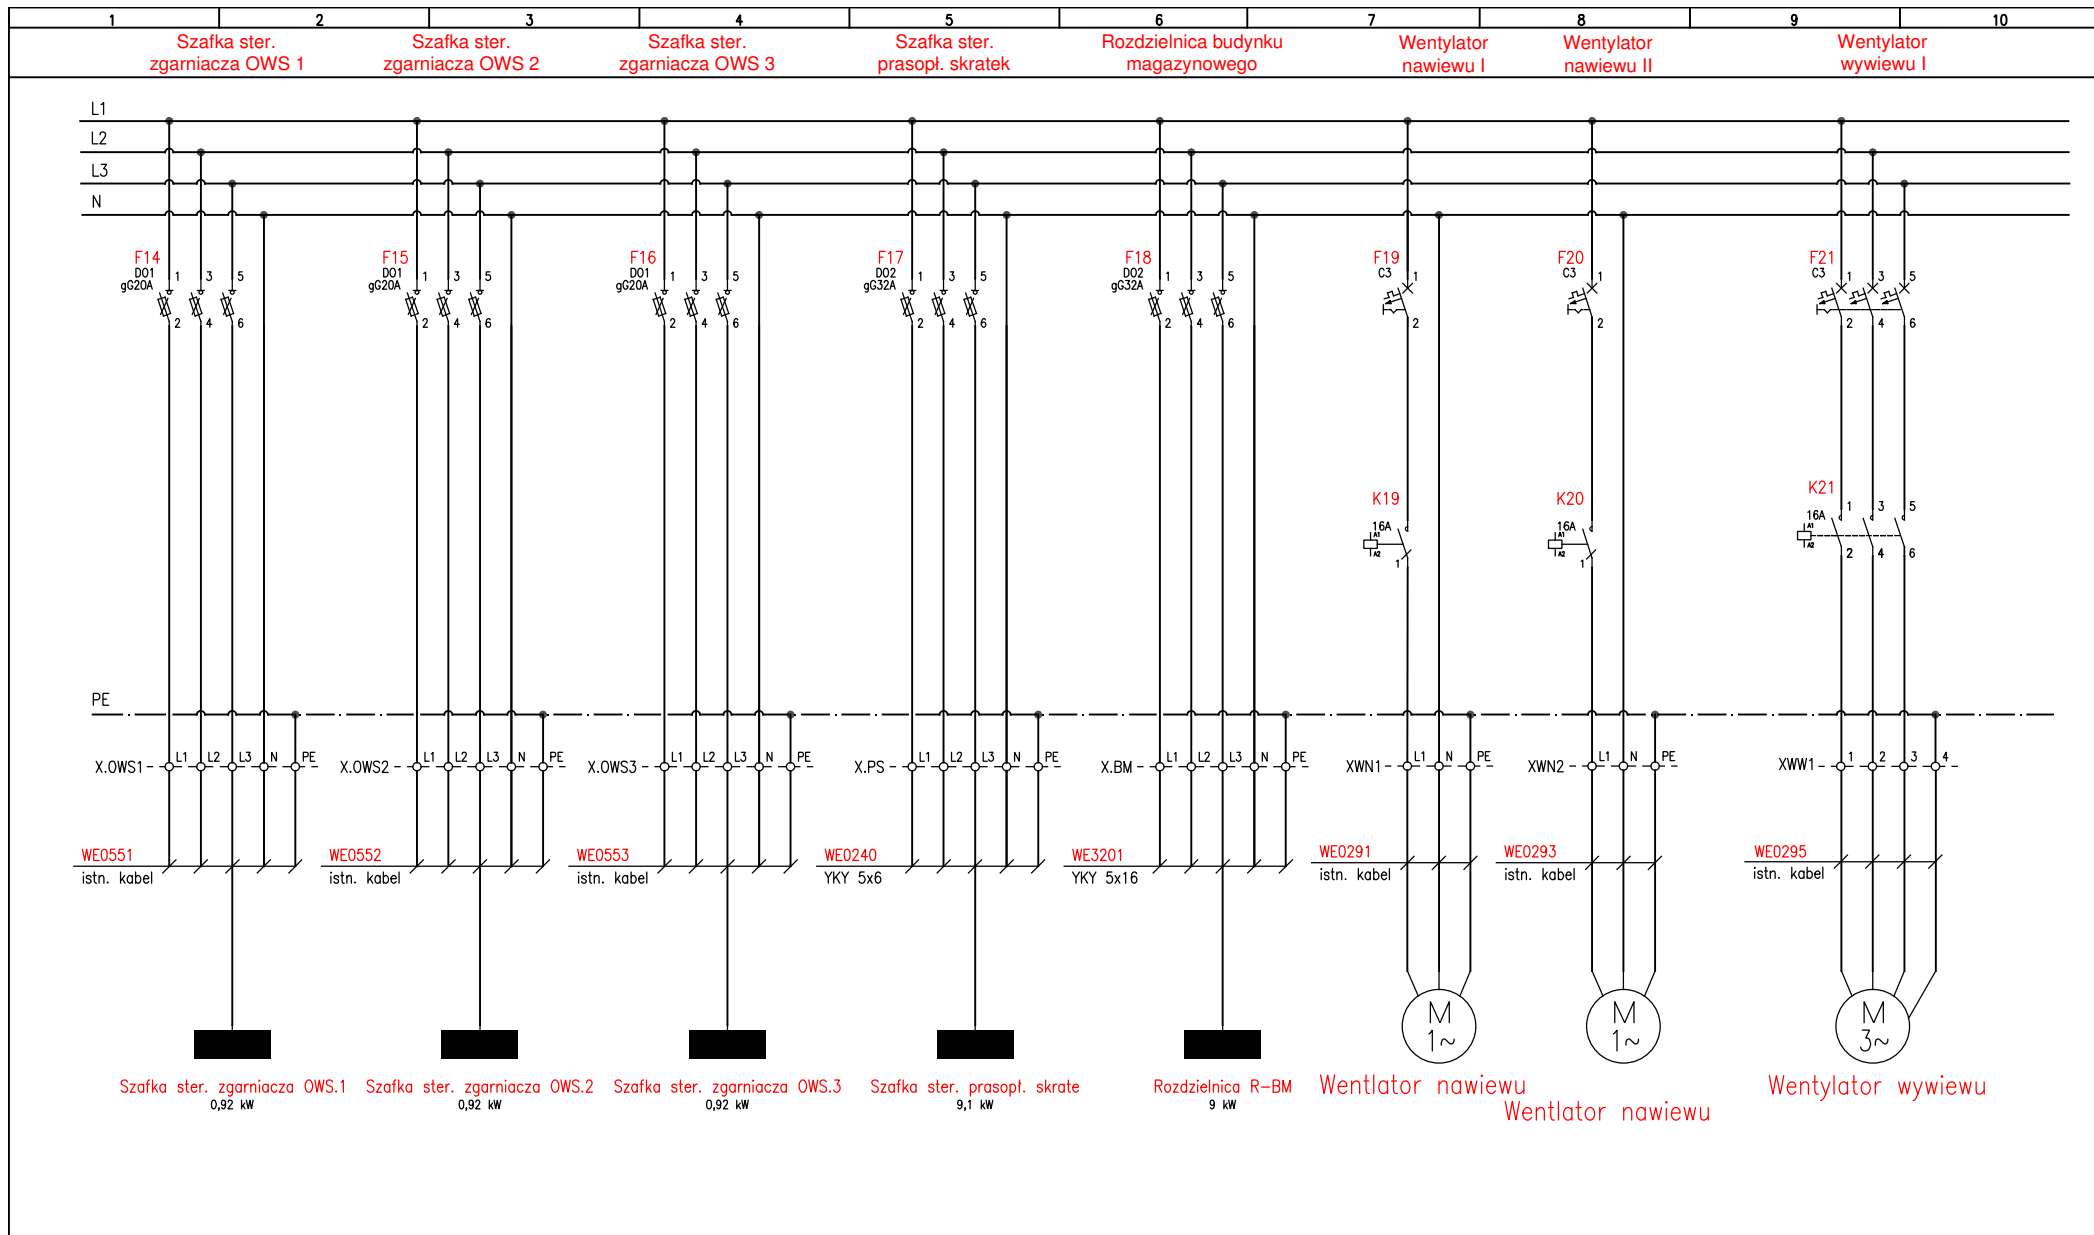 1 2 3 4 5 6 7 8 9 10
Szafka ster.
zgarniacza OWS 1
Szafka ster.
zgarniacza OWS 2
Szafka ster.
zgarniacza OWS 3
Szafka ster.
prasopł. skratek
Rozdzielnica budynku
magazynowego
Wentylator
nawiewu I
Wentylator
nawiewu II
Wentylator
wywiewu I
L1
L2
L3
N
F14
D01
gG20A
1 3 5
2 4 6
F15
D01
gG20A
1 3 5
2 4 6
F16
D01
gG20A
1 3 5
2 4 6
F17
D02
gG32A
1 3 5
2 4 6
F18
D02
gG32A
1 3 5
2 4 6
F19
C3
1
2
F20
C3
1
2
F21
C3
1 3 5
2 4 6
K19
16A
A1
A2
1
K20
16A
A1
A2
1
K21
1 3 5
16A
A1
A2
2 4 6
PE
X.OWS1 L1 L2 L3 N PE
X.OWS2 L1 L2 L3 N PE
X.OWS3 L1 L2 L3 N PE
X.PS L1 L2 L3 N PE
X.BM L1 L2 L3 N PE
XWN1 L1 N PE
XWN2 L1 N PE
XWW1 1 2 3 4
WE0551
istn. kabel
WE0552
istn. kabel
WE0553
istn. kabel
WE0240
YKY 5x6
WE3201
YKY 5x16
WE0291
istn. kabel
WE0293
istn. kabel
WE0295
istn. kabel
M
1~
M
1~
M
3~
Szafka ster. zgarniacza OWS.1
0,92 kW
Szafka ster. zgarniacza OWS.2
0,92 kW
Szafka ster. zgarniacza OWS.3
0,92 kW
Szafka ster. prasopł. skrate
9,1 kW
Rozdzielnica R-BM
9 kW
Wentlator nawiewu
Wentlator nawiewu
Wentylator wywiewu